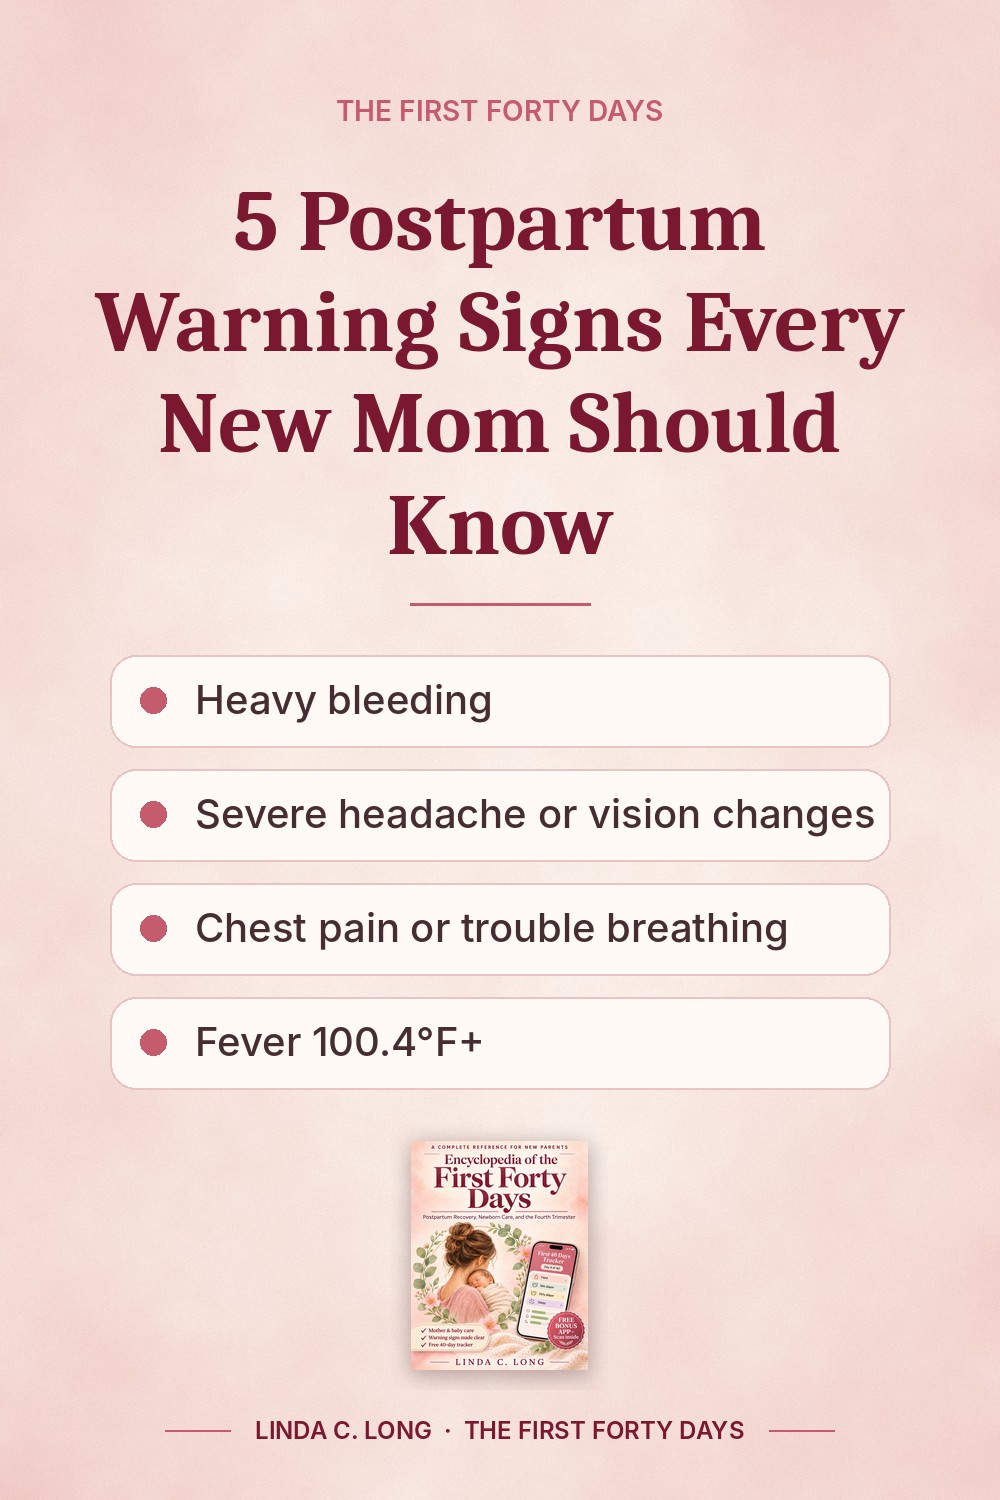 THE FIRST FORTY DAYS
5 Postpartum
Warning Signs Every
New Mom Should
Know
Heavy bleeding
Severe headache or vision changes
Chest pain or trouble breathing
Fever 100.4°F+
A COMPLETE REFERENCE FOR NEW PARENTS
Encyclopedia of the
First Forty
Days
Postpartum Recovery, Newborn Care, and the Fourth Trimester
First 40 Days
Tracker
Mother & baby care
Warning signs made clear
Free 40-day tracker
FREE
BONUS
APP
Scan inside
LINDA C. LONG
LINDA C. LONG · THE FIRST FORTY DAYS